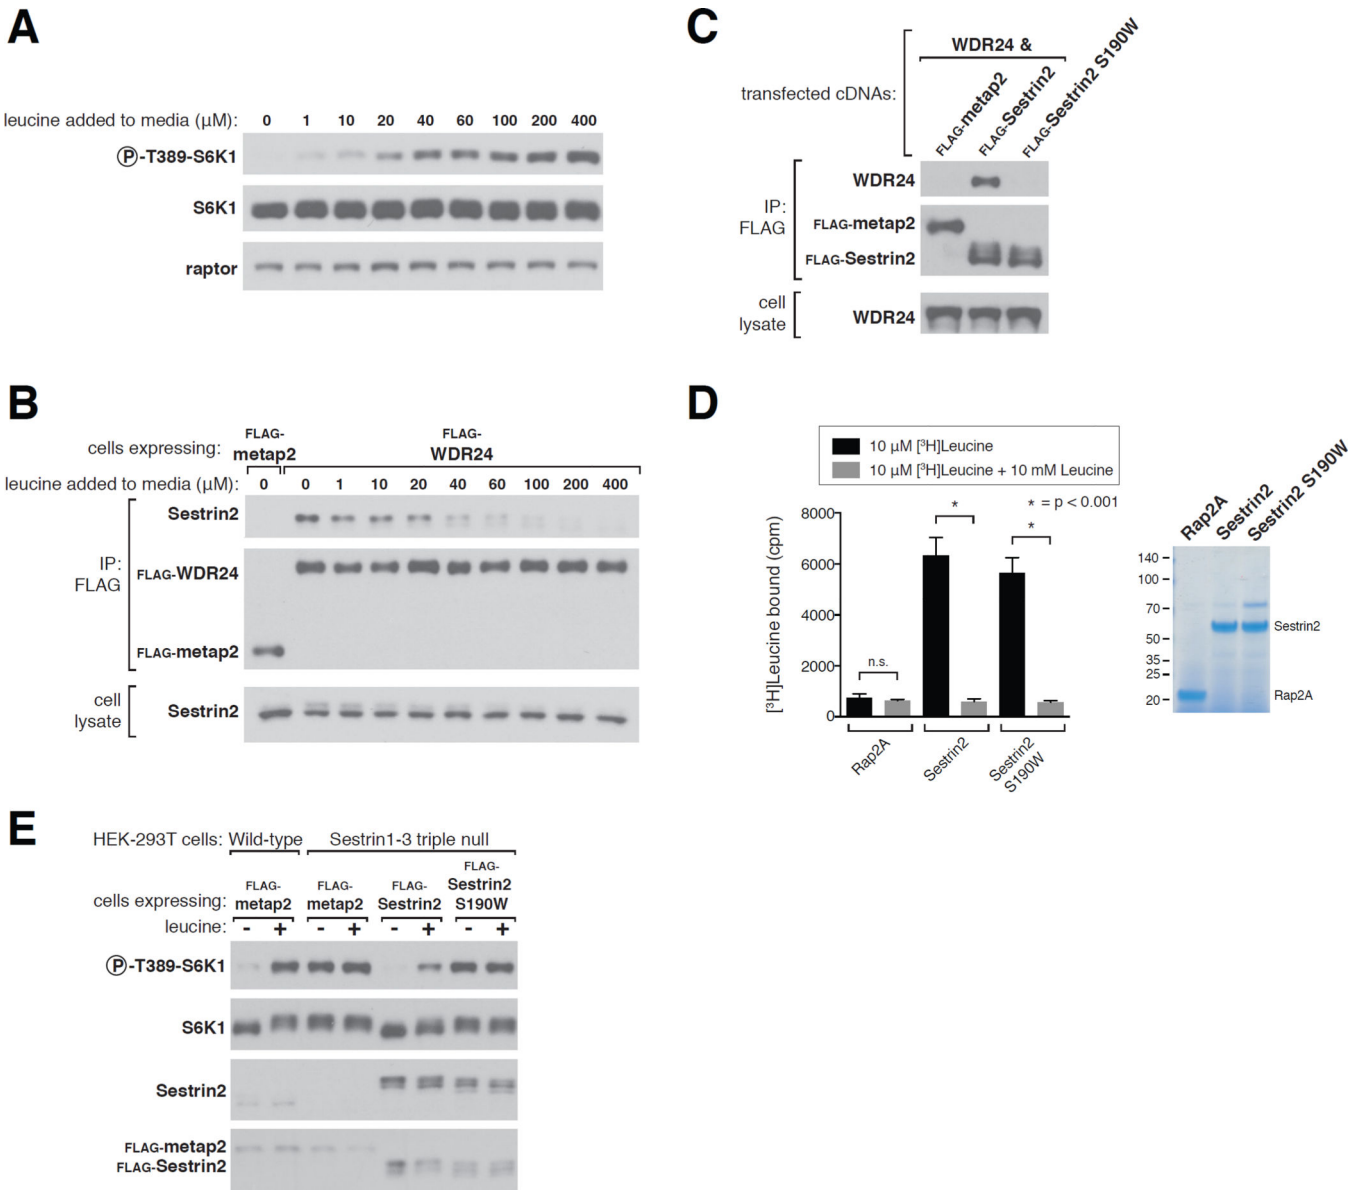 A
leucine added to media (µM): 0 1 10 20 40 60 100 200 400
Ⓟ-T389-S6K1
S6K1
raptor
B
cells expressing: FLAG-metap2 FLAG-WDR24
leucine added to media (µM): 0 0 1 10 20 40 60 100 200 400
IP: FLAG
Sestrin2
FLAG-WDR24
FLAG-metap2
cell lysate
Sestrin2
C
WDR24 &
transfected cDNAs: FLAG-metap2 FLAG-Sestrin2 FLAG-Sestrin2 S190W
IP: FLAG
WDR24
FLAG-metap2
FLAG-Sestrin2
cell lysate
WDR24
D
10 µM [³H]Leucine
10 µM [³H]Leucine + 10 mM Leucine
* = p < 0.001
[³H]Leucine bound (cpm)
8000
6000
4000
2000
0
n.s.
*
*
Rap2A
Sestrin2
Sestrin2 S190W
Rap2A Sestrin2 Sestrin2 S190W
140
100
70
50
35
25
20
Sestrin2
Rap2A
E
HEK-293T cells: Wild-type Sestrin1-3 triple null
cells expressing: FLAG-metap2 FLAG-metap2 FLAG-Sestrin2 FLAG-Sestrin2 S190W
leucine: - + - + - + - +
Ⓟ-T389-S6K1
S6K1
Sestrin2
FLAG-metap2
FLAG-Sestrin2